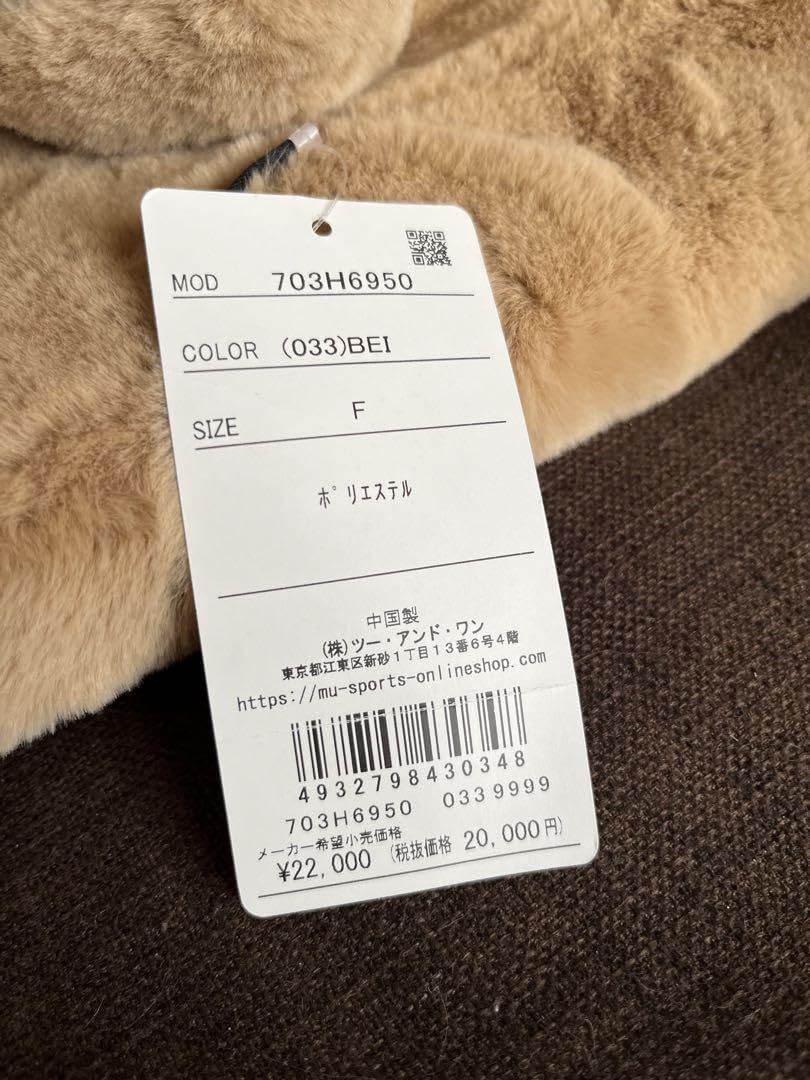 MOD 703H6950
COLOR (033)BEI
SIZE F
ﾎﾟﾘｴｽﾃﾙ
中国製
(株)ツー・アンド・ワン
東京都江東区新砂1丁目13番6号4階
https://mu-sports-onlineshop.com
4932798430348
703H6950 0339999
メーカー希望小売価格
¥22,000 (税抜価格 20,000円)